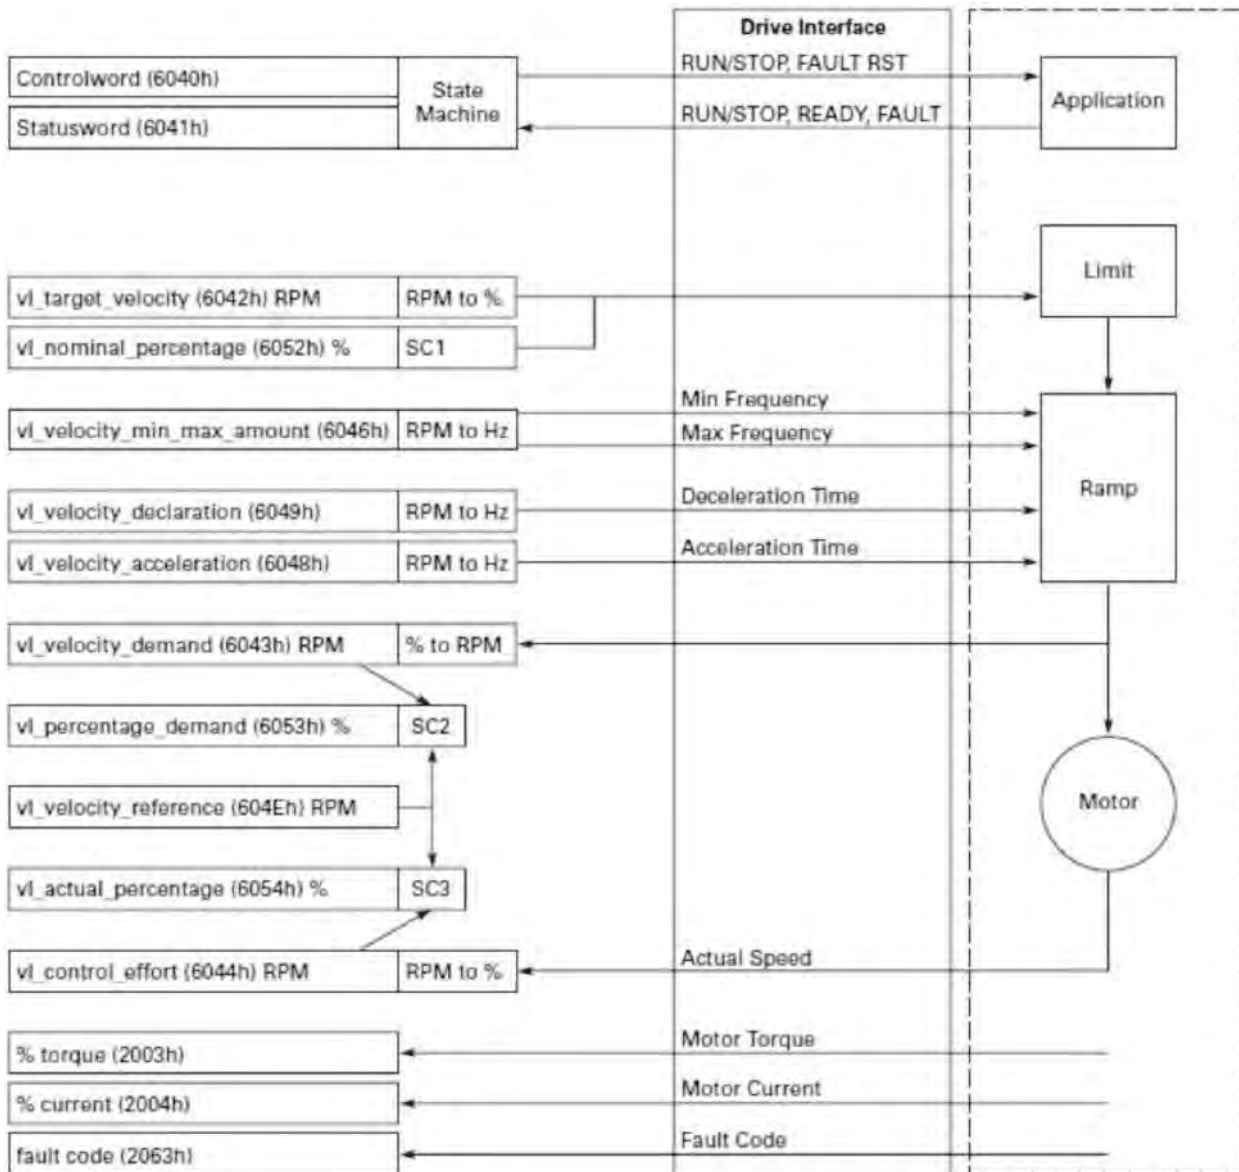 Drive Interface
Controlword (6040h)
State
Machine
RUN/STOP, FAULT RST
Application
Statusword (6041h)
RUN/STOP, READY, FAULT
Limit
vl_target_velocity (6042h) RPM
RPM to %
vl_nominal_percentage (6052h) %
SC1
Min Frequency
vl_velocity_min_max_amount (6046h)
RPM to Hz
Max Frequency
Ramp
vl_velocity_declaration (6049h)
RPM to Hz
Deceleration Time
vl_velocity_acceleration (6048h)
RPM to Hz
Acceleration Time
vl_velocity_demand (6043h) RPM
% to RPM
vl_percentage_demand (6053h) %
SC2
vl_velocity_reference (604Eh) RPM
Motor
vl_actual_percentage (6054h) %
SC3
vl_control_effort (6044h) RPM
RPM to %
Actual Speed
% torque (2003h)
Motor Torque
% current (2004h)
Motor Current
fault code (2063h)
Fault Code